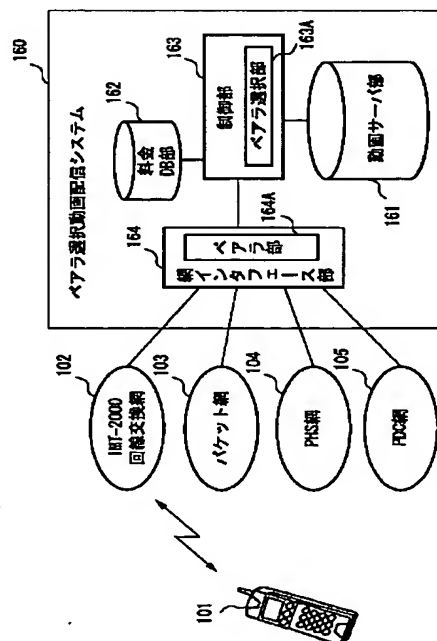 160
ベアラ選択動画配信システム
162
料金
DB部
163
制御部
163A
ベアラ選択部
動画サーバ部
161
164
164A
ベアラ部
網インタフェース部
102
IMT-2000
回線交換網
103
パケット網
104
PHS網
105
PDC網
101